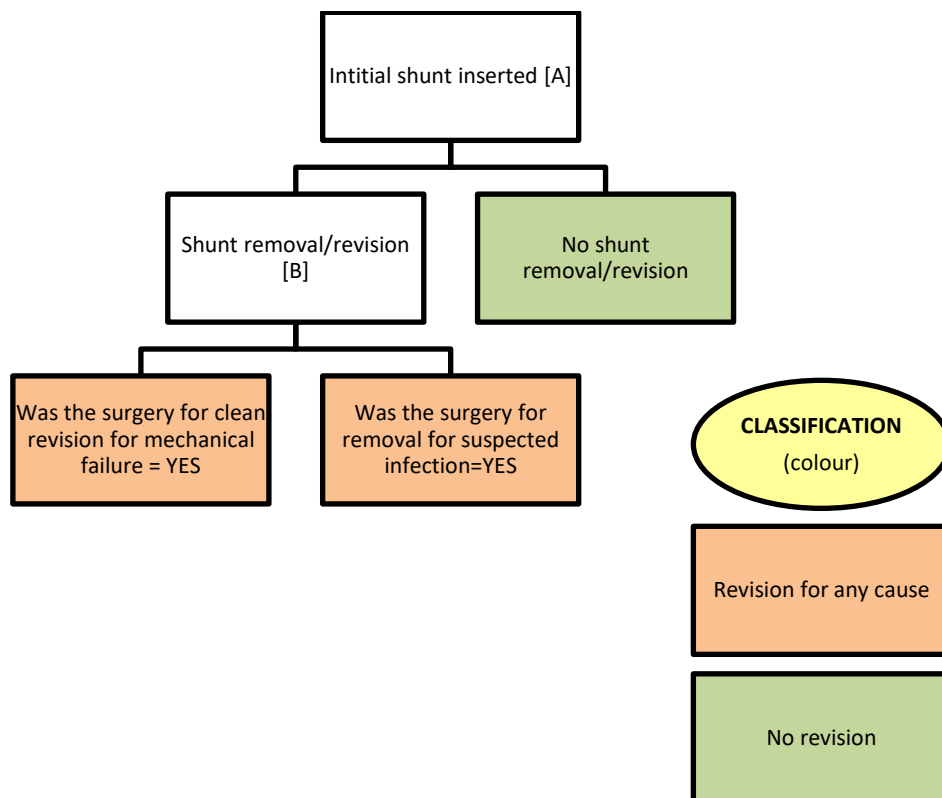 Intitial shunt inserted [A]
Shunt removal/revision
[B]
No shunt
removal/revision
Was the surgery for clean
revision for mechanical
failure = YES
Was the surgery for
removal for suspected
infection=YES
CLASSIFICATION
(colour)
Revision for any cause
No revision